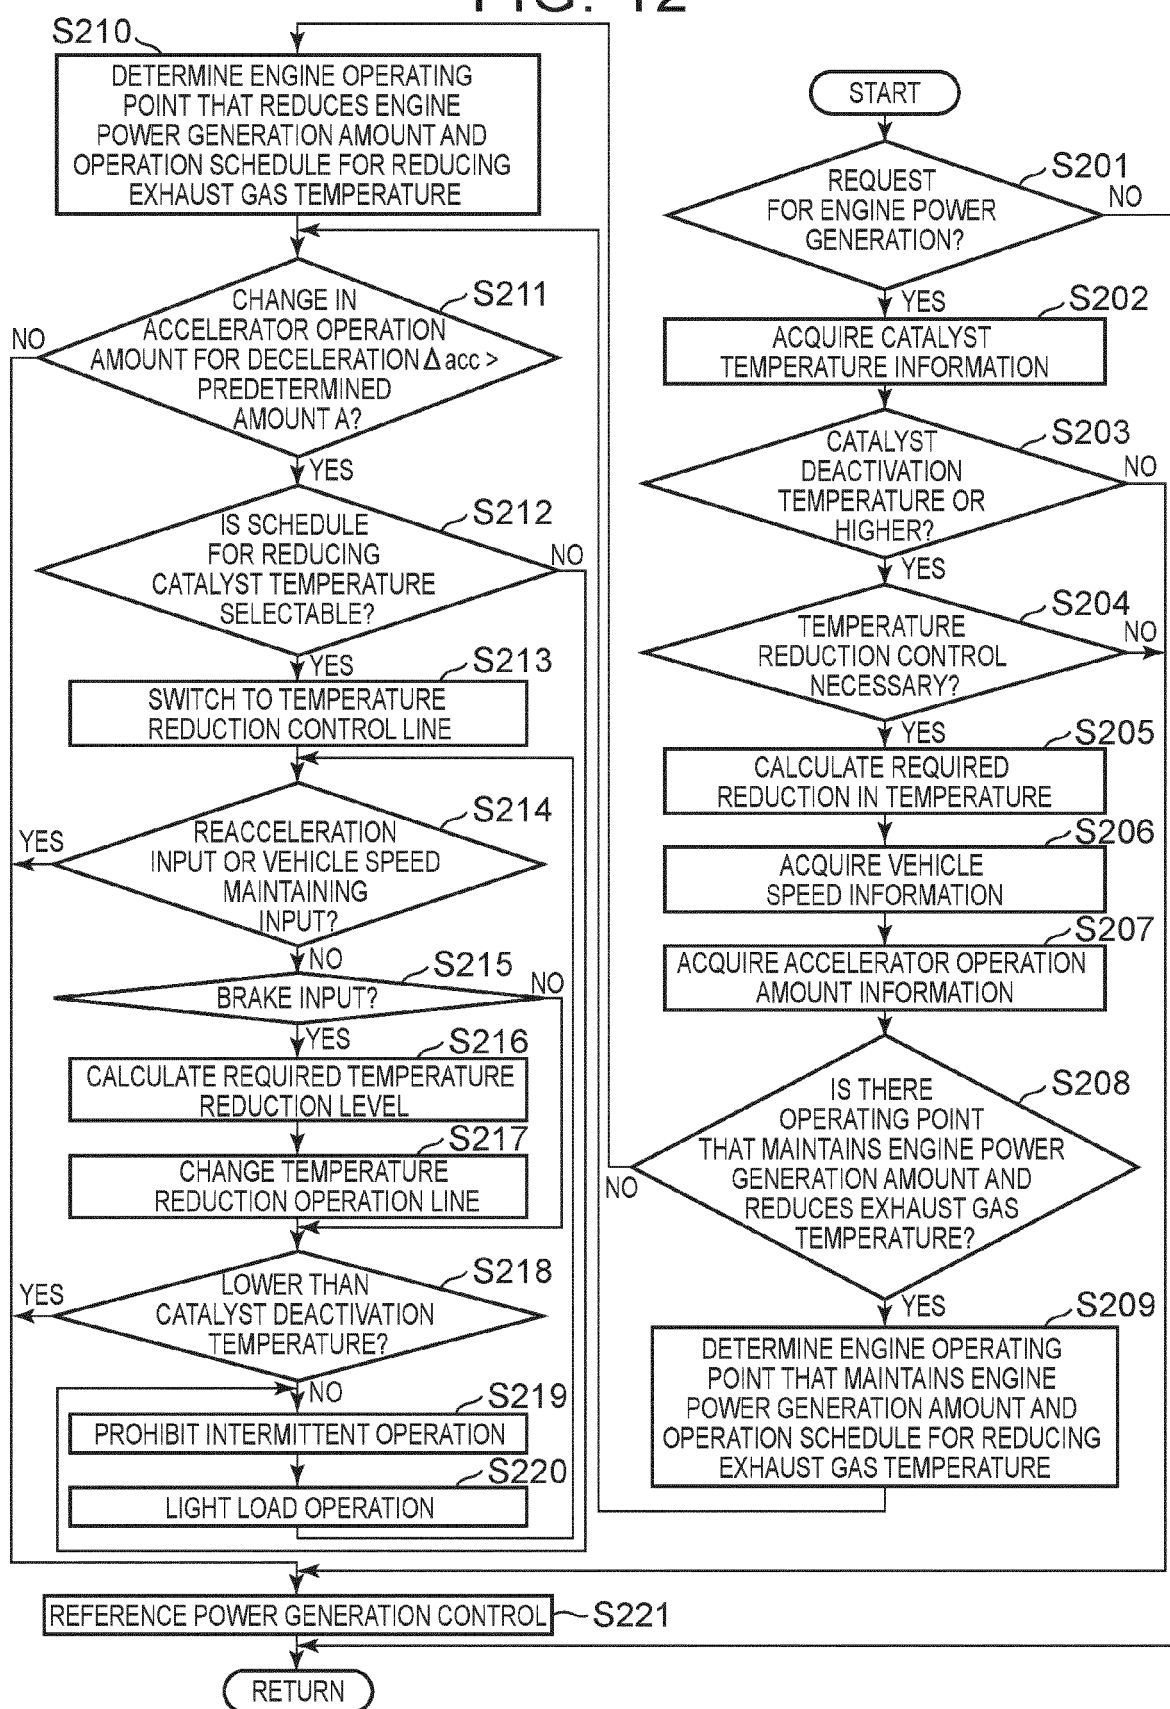 FIG. 12
START
S201
REQUEST
FOR ENGINE POWER
GENERATION?
NO
YES
S202
ACQUIRE CATALYST
TEMPERATURE INFORMATION
S203
CATALYST
DEACTIVATION
TEMPERATURE OR
HIGHER?
NO
YES
S204
TEMPERATURE
REDUCTION CONTROL
NECESSARY?
NO
YES
S205
CALCULATE REQUIRED
REDUCTION IN TEMPERATURE
S206
ACQUIRE VEHICLE
SPEED INFORMATION
S207
ACQUIRE ACCELERATOR OPERATION
AMOUNT INFORMATION
S208
IS THERE
OPERATING POINT
THAT MAINTAINS ENGINE POWER
GENERATION AMOUNT AND
REDUCES EXHAUST GAS
TEMPERATURE?
NO
YES
S209
DETERMINE ENGINE OPERATING
POINT THAT MAINTAINS ENGINE
POWER GENERATION AMOUNT AND
OPERATION SCHEDULE FOR REDUCING
EXHAUST GAS TEMPERATURE
S210
DETERMINE ENGINE OPERATING
POINT THAT REDUCES ENGINE
POWER GENERATION AMOUNT AND
OPERATION SCHEDULE FOR REDUCING
EXHAUST GAS TEMPERATURE
S211
CHANGE IN
ACCELERATOR OPERATION
AMOUNT FOR DECELERATION Δ acc >
PREDETERMINED
AMOUNT A?
NO
YES
S212
IS SCHEDULE
FOR REDUCING
CATALYST TEMPERATURE
SELECTABLE?
NO
YES
S213
SWITCH TO TEMPERATURE
REDUCTION CONTROL LINE
S214
REACCELERATION
INPUT OR VEHICLE SPEED
MAINTAINING
INPUT?
YES
NO
S215
BRAKE INPUT?
NO
YES
S216
CALCULATE REQUIRED TEMPERATURE
REDUCTION LEVEL
S217
CHANGE TEMPERATURE
REDUCTION OPERATION LINE
S218
LOWER THAN
CATALYST DEACTIVATION
TEMPERATURE?
YES
NO
S219
PROHIBIT INTERMITTENT OPERATION
S220
LIGHT LOAD OPERATION
REFERENCE POWER GENERATION CONTROL
S221
RETURN